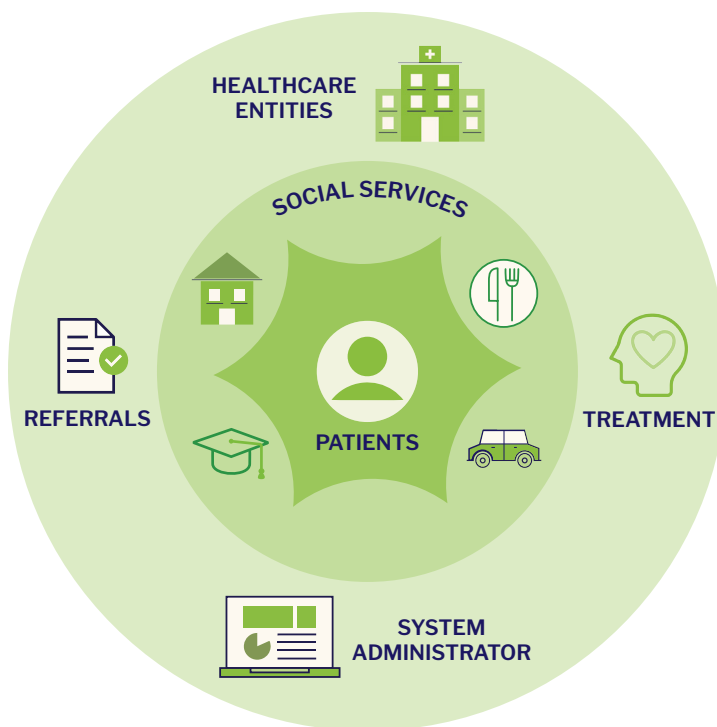 HEALTHCARE
ENTITIES
SOCIAL SERVICES
REFERRALS
PATIENTS
TREATMENT
SYSTEM
ADMINISTRATOR